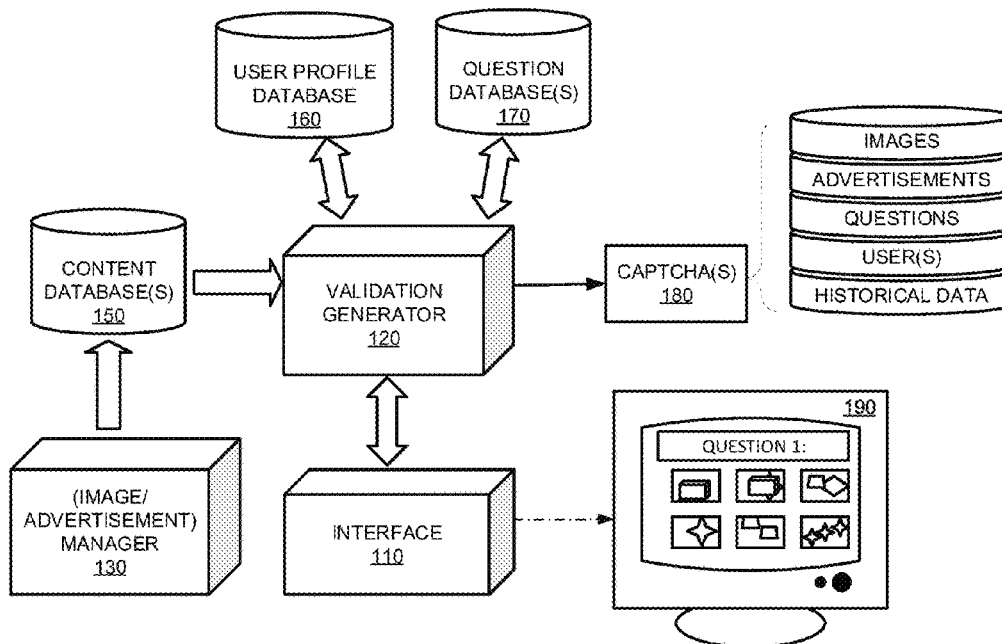 USER PROFILE
DATABASE
160
QUESTION
DATABASE(S)
170
IMAGES
ADVERTISEMENTS
QUESTIONS
USER(S)
HISTORICAL DATA
CONTENT
DATABASE(S)
150
VALIDATION
GENERATOR
120
CAPTCHA(S)
180
(IMAGE/
ADVERTISEMENT)
MANAGER
130
INTERFACE
110
190
QUESTION 1: